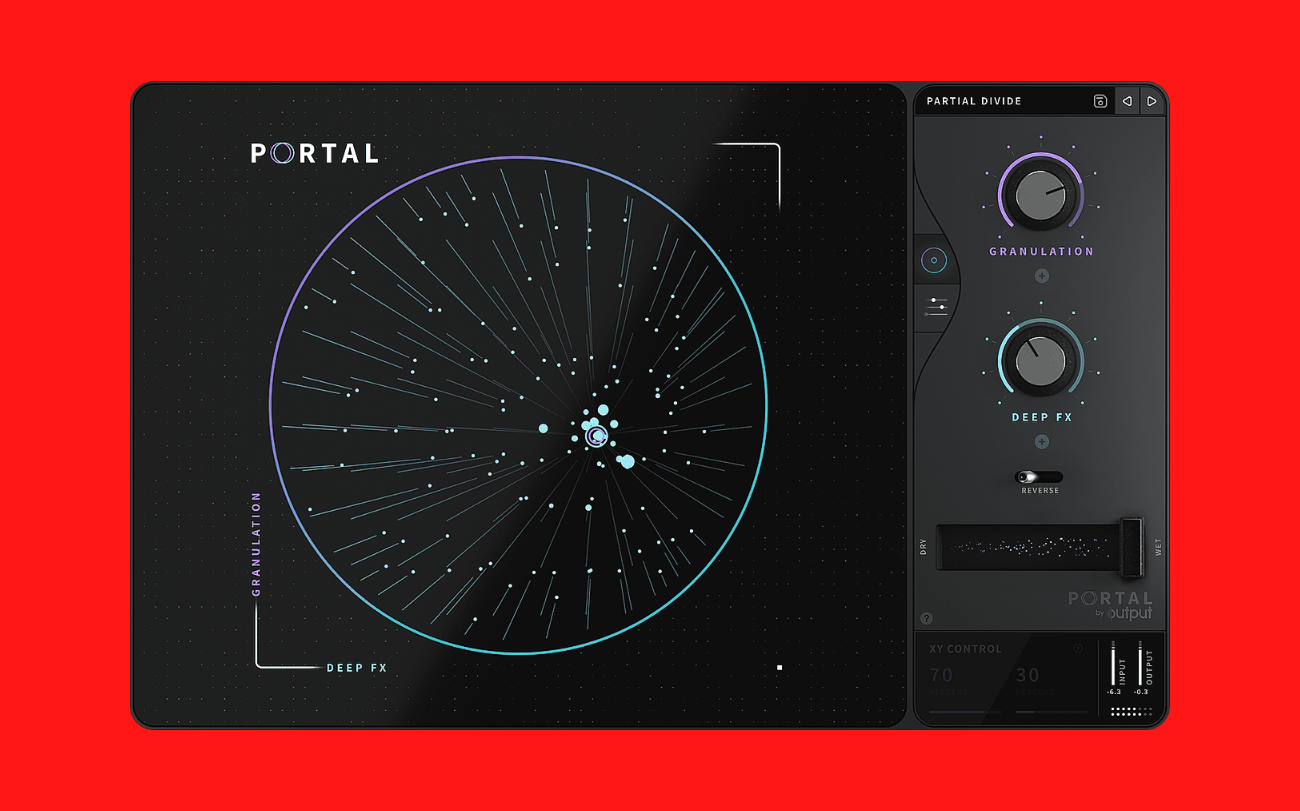 PORTAL
GRANULATION
DEEP FX
PARTIAL DIVIDE
GRANULATION
DEEP FX
REVERSE
DRY
WET
PORTAL
by output
?
XY CONTROL
70
30
INPUT
OUTPUT
-6.3
-0.3